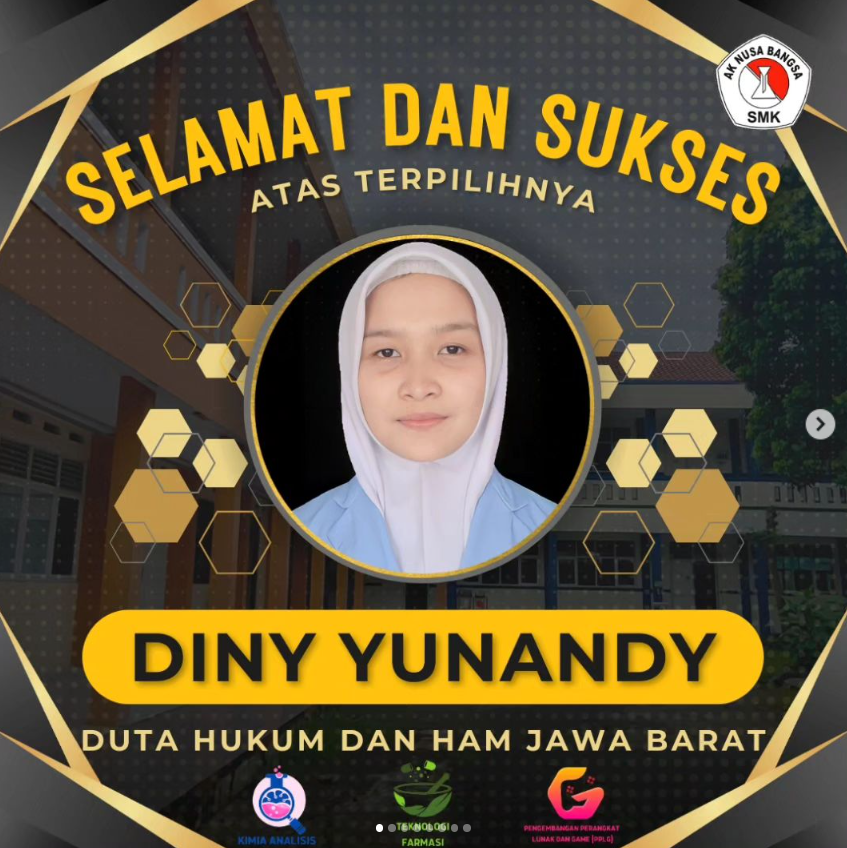 AK NUSA BANGSA
SMK
SELAMAT DAN SUKSES
ATAS TERPILIHNYA
DINY YUNANDY
DUTA HUKUM DAN HAM JAWA BARAT
KIMIA ANALISIS
TEKNOLOGI
FARMASI
PENGEMBANGAN PERANGKAT
LUNAK DAN GAME (PPLG)